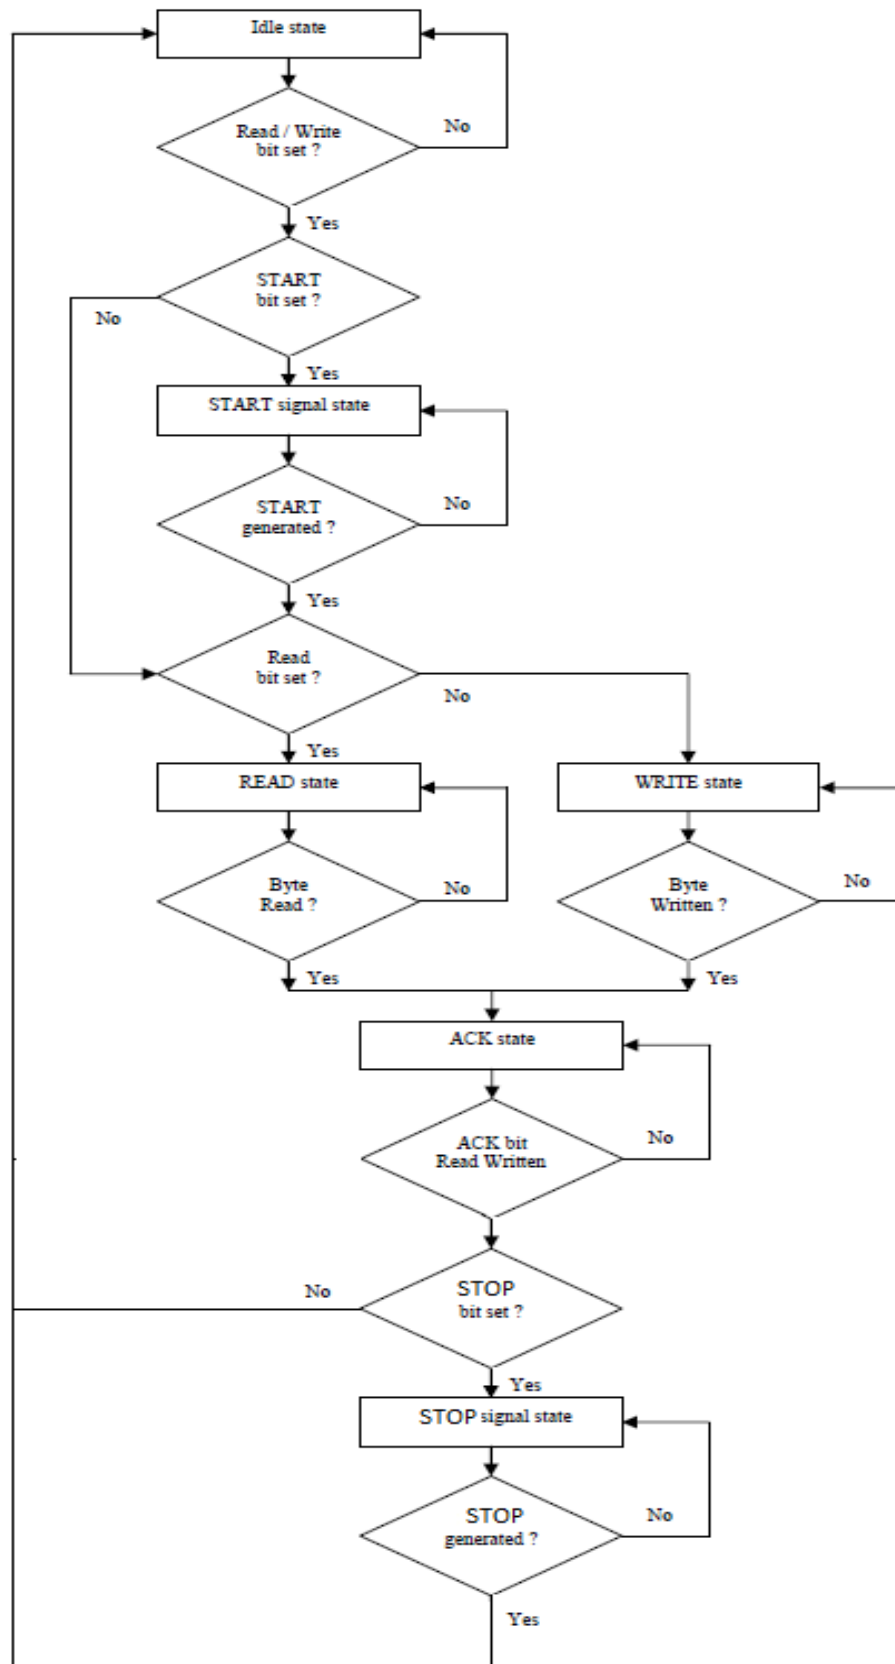 Idle state
Read / Write
bit set ?
No
Yes
START
bit set ?
No
Yes
START signal state
START
generated ?
No
Yes
Read
bit set ?
No
Yes
READ state
WRITE state
Byte
Read ?
No
Byte
Written ?
No
Yes
Yes
ACK state
ACK bit
Read Written
No
STOP
bit set ?
No
Yes
STOP signal state
STOP
generated ?
No
Yes